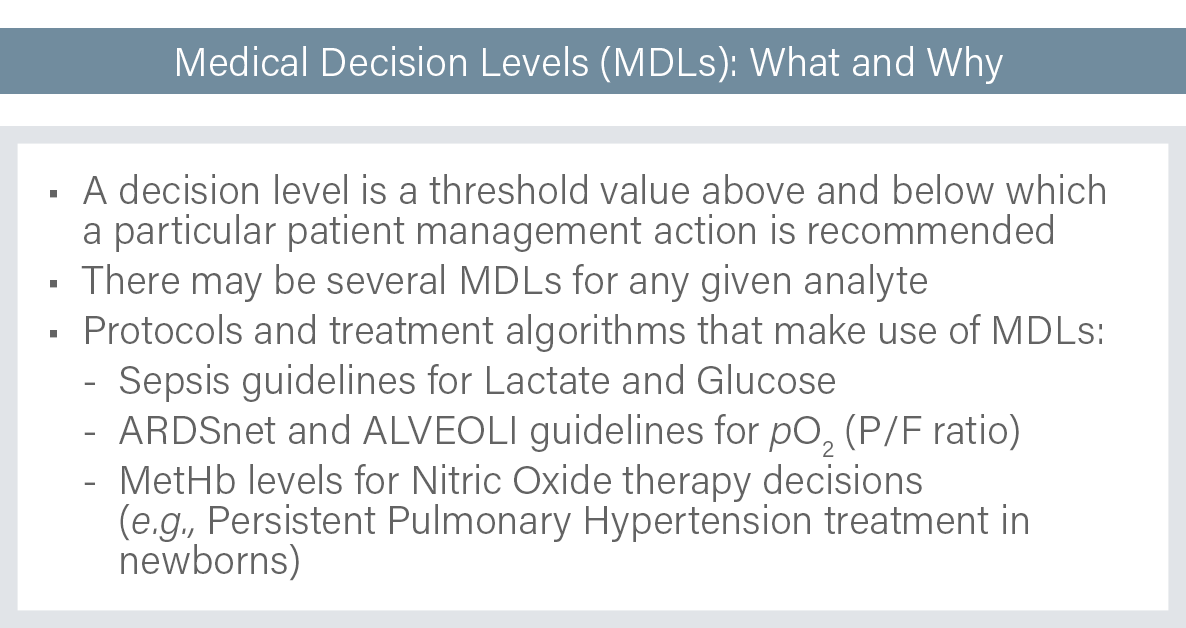 Medical Decision Levels (MDLs): What and Why
▪ A decision level is a threshold value above and below which
a particular patient management action is recommended
▪ There may be several MDLs for any given analyte
▪ Protocols and treatment algorithms that make use of MDLs:
- Sepsis guidelines for Lactate and Glucose
- ARDSnet and ALVEOLI guidelines for pO₂ (P/F ratio)
- MetHb levels for Nitric Oxide therapy decisions
(e.g., Persistent Pulmonary Hypertension treatment in
newborns)